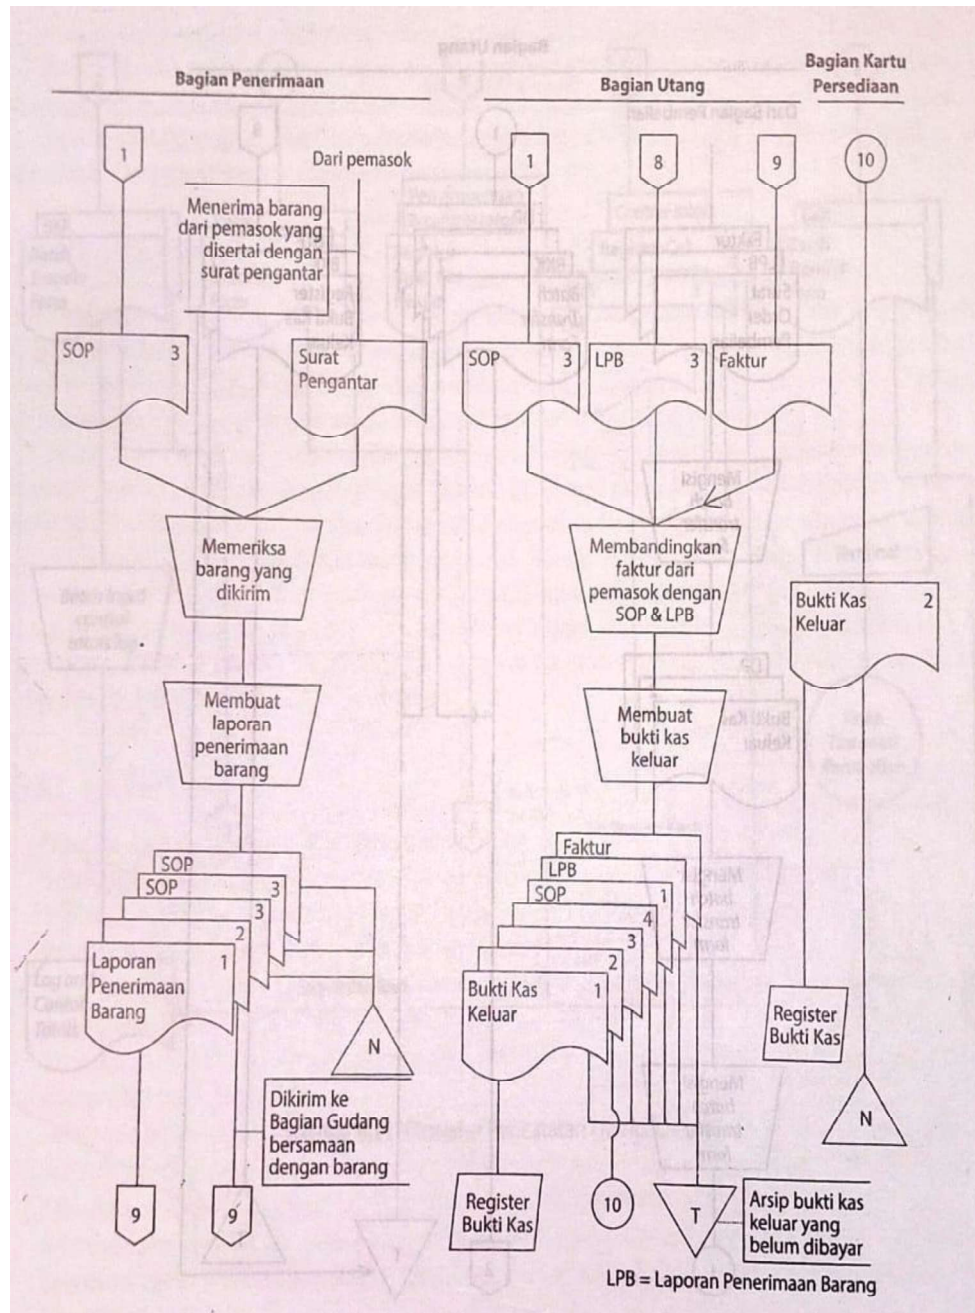 Bagian Penerimaan
Bagian Utang
Bagian Kartu
Persediaan
1
Dari pemasok
Menerima barang
dari pemasok yang
disertai dengan
surat pengantar
SOP 3
Surat
Pengantar
Memeriksa
barang yang
dikirim
Membuat
laporan
penerimaan
barang
SOP
SOP 3
3
2
Laporan 1
Penerimaan
Barang
N
Dikirim ke
Bagian Gudang
bersamaan
dengan barang
9
9
1
8
9
SOP 3
LPB 3
Faktur
Membandingkan
faktur dari
pemasok dengan
SOP & LPB
Membuat
bukti kas
keluar
Faktur
LPB
SOP 1
4
3
2
Bukti Kas 1
Keluar
Register
Bukti Kas
10
T
Arsip bukti kas
keluar yang
belum dibayar
10
Bukti Kas 2
Keluar
Register
Bukti Kas
N
LPB = Laporan Penerimaan Barang